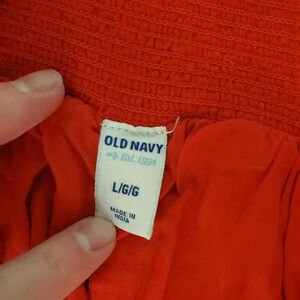 OLD NAVY
Est. 1994
L/G/G
MADE IN
INDIA